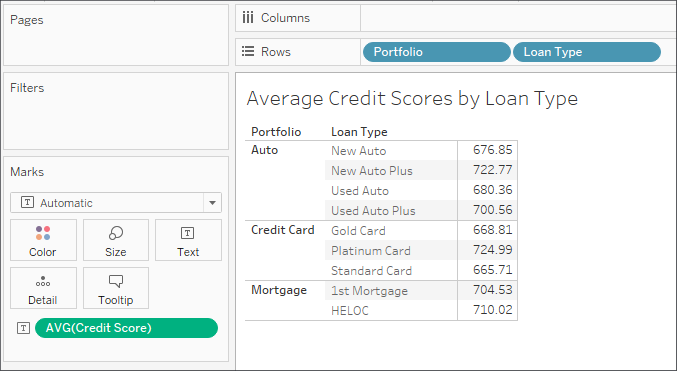 Pages
Columns
Rows
Portfolio
Loan Type
Filters
Marks
T Automatic
Color
Size
T
Text
Detail
Tooltip
T AVG(Credit Score)
Average Credit Scores by Loan Type
Portfolio Loan Type
Auto New Auto 676.85
New Auto Plus 722.77
Used Auto 680.36
Used Auto Plus 700.56
Credit Card Gold Card 668.81
Platinum Card 724.99
Standard Card 665.71
Mortgage 1st Mortgage 704.53
HELOC 710.02